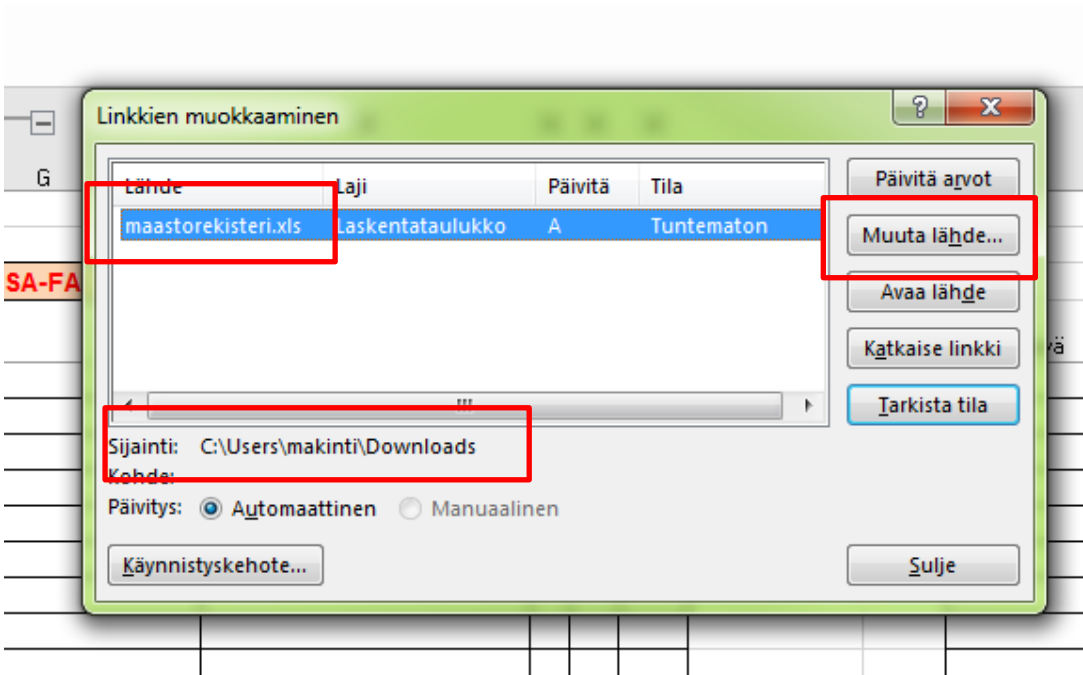 Linkkien muokkaaminen
G
Lähde Laji Päivitä Tila
Päivitä arvot
maastorekisteri.xls Laskentataulukko A Tuntematon
Muuta lähde...
SA-FA
Avaa lähde
Katkaise linkki
vä
Tarkista tila
Sijainti: C:\Users\makinti\Downloads
Kohde:
Päivitys: Automaattinen Manuaalinen
Käynnistyskehote...
Sulje